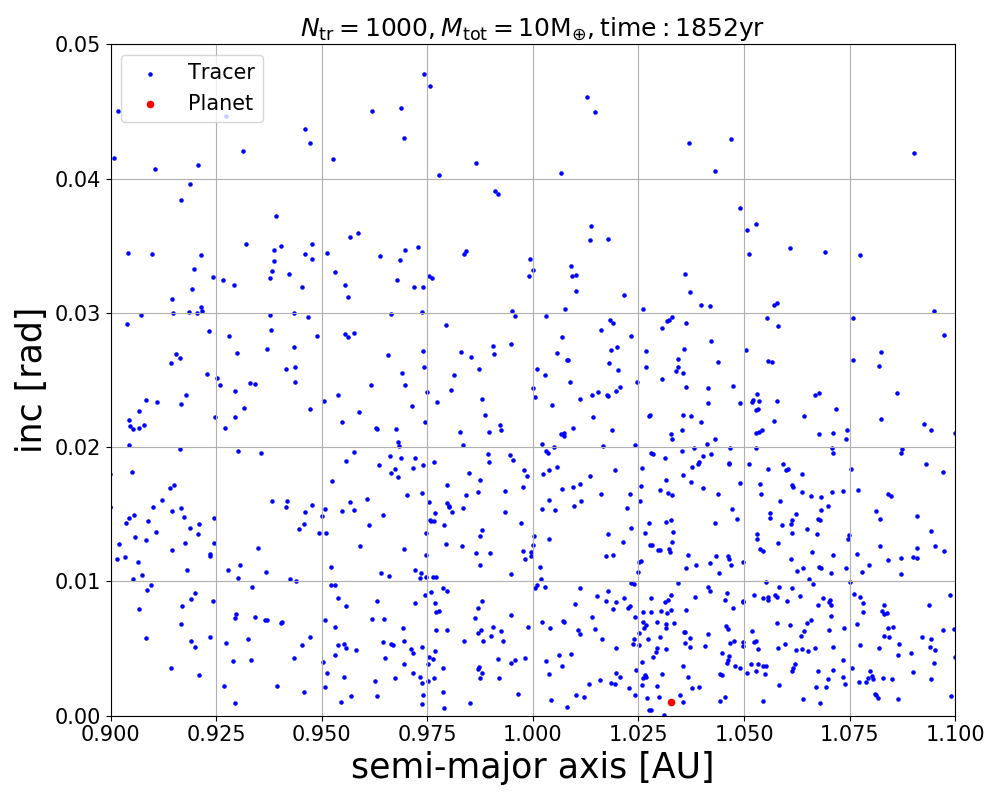 N_tr = 1000, M_tot = 10M_⊕, time : 1852yr
Tracer
Planet
0.05
0.04
0.03
0.02
0.01
0.00
inc [rad]
0.900 0.925 0.950 0.975 1.000 1.025 1.050 1.075 1.100
semi-major axis [AU]